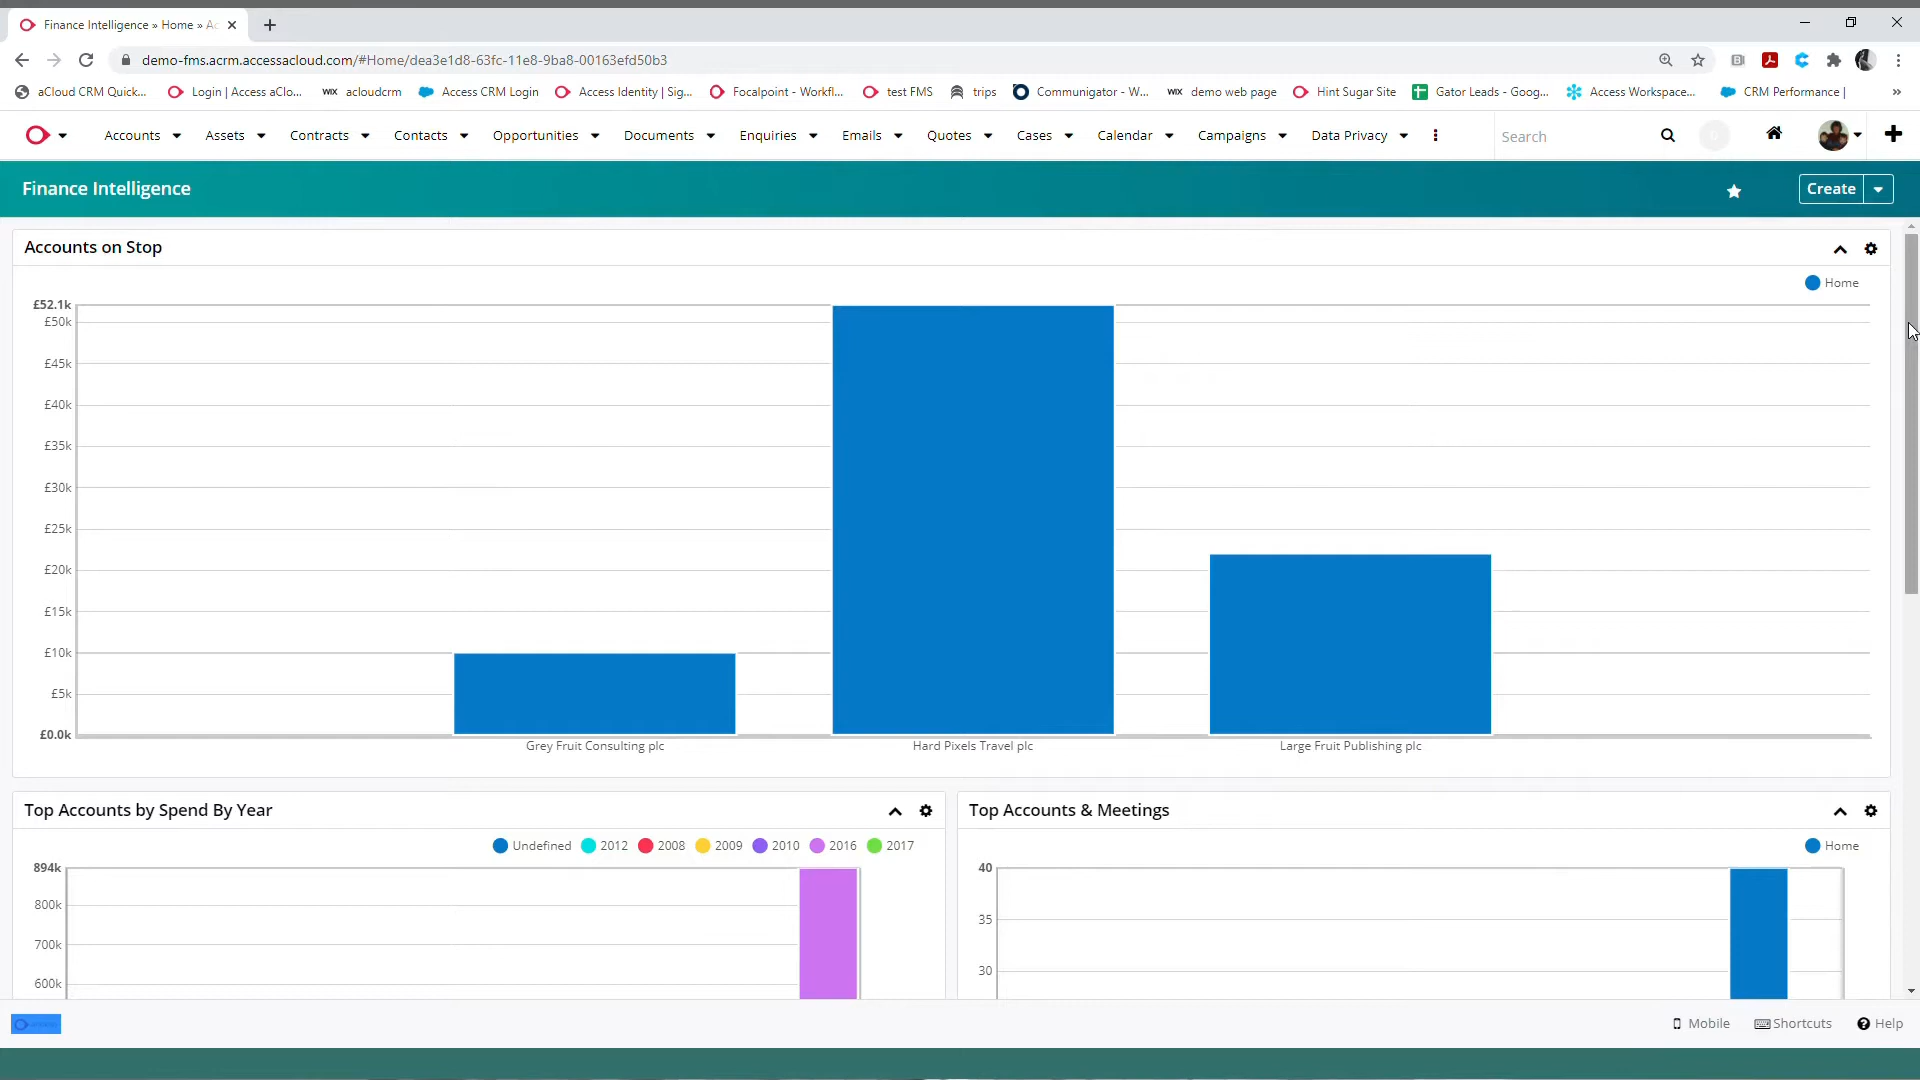 Finance Intelligence » Home » Ac
demo-fms.acrm.accessacloud.com/#Home/dea3e1d8-63fc-11e8-9ba8-00163efd50b3
aCloud CRM Quick... Login | Access aClo... WIX acloudcrm Access CRM Login Access Identity | Sig... Focalpoint - Workfl... test FMS trips Communigator - W... WIX demo web page Hint Sugar Site Gator Leads - Goog... Access Workspace... CRM Performance | »
Accounts Assets Contracts Contacts Opportunities Documents Enquiries Emails Quotes Cases Calendar Campaigns Data Privacy Search 0
Finance Intelligence Create
Accounts on Stop
Home
£52.1k
£50k
£45k
£40k
£35k
£30k
£25k
£20k
£15k
£10k
£5k
£0.0k
Grey Fruit Consulting plc Hard Pixels Travel plc Large Fruit Publishing plc
Top Accounts by Spend By Year
Undefined 2012 2008 2009 2010 2016 2017
894k
800k
700k
600k
Top Accounts & Meetings
Home
40
35
30
Mobile Shortcuts Help